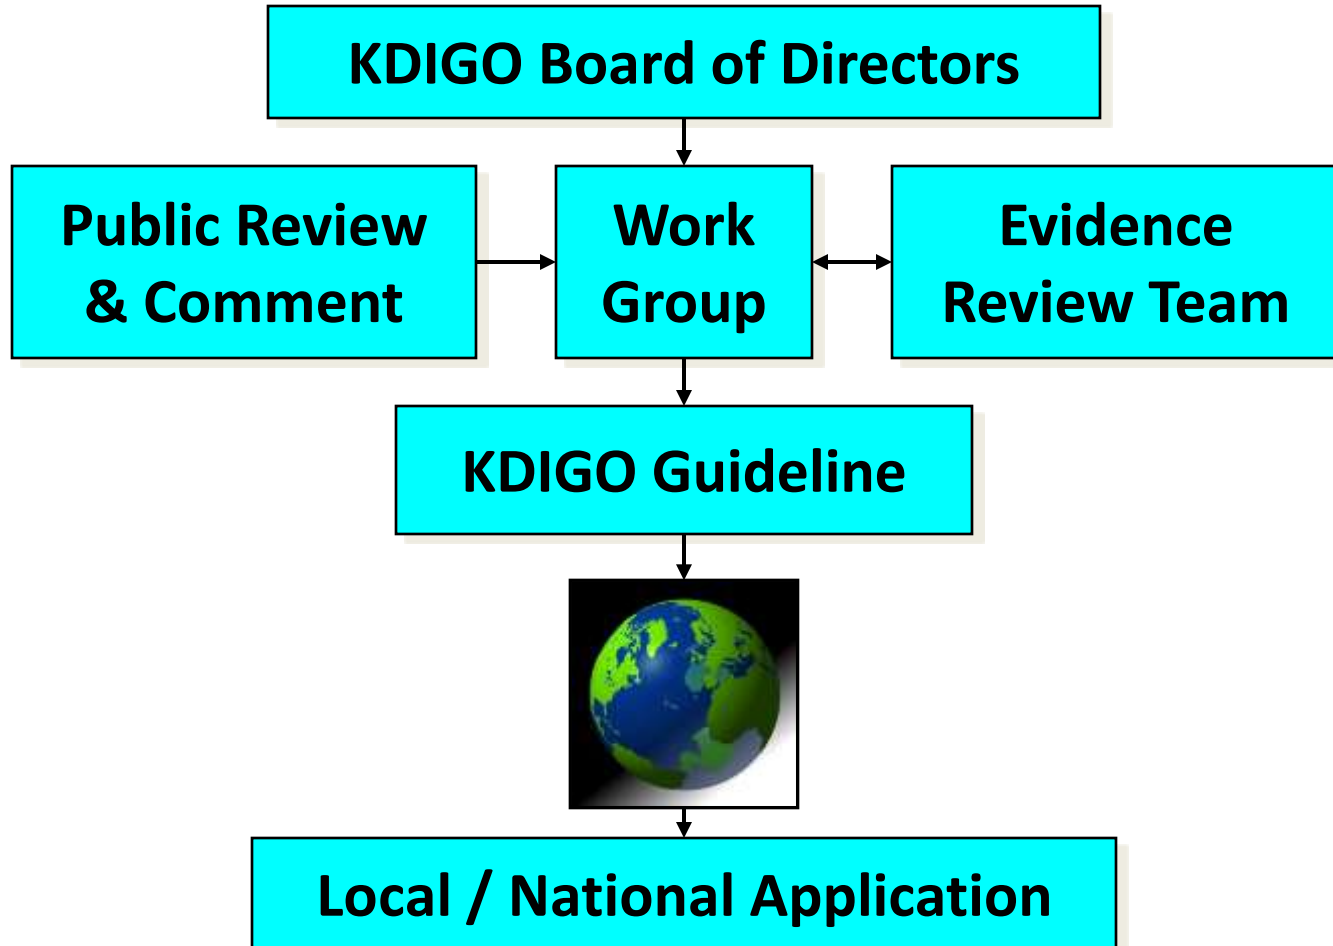 KDIGO Board of Directors
Public Review
& Comment
Work
Group
Evidence
Review Team
KDIGO Guideline
Local / National Application